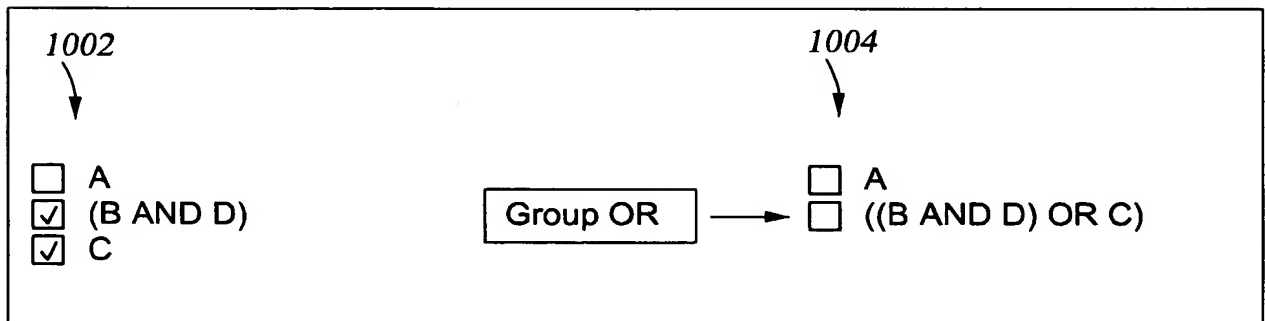 1002
1004
A
(B AND D)
C
Group OR
A
((B AND D) OR C)